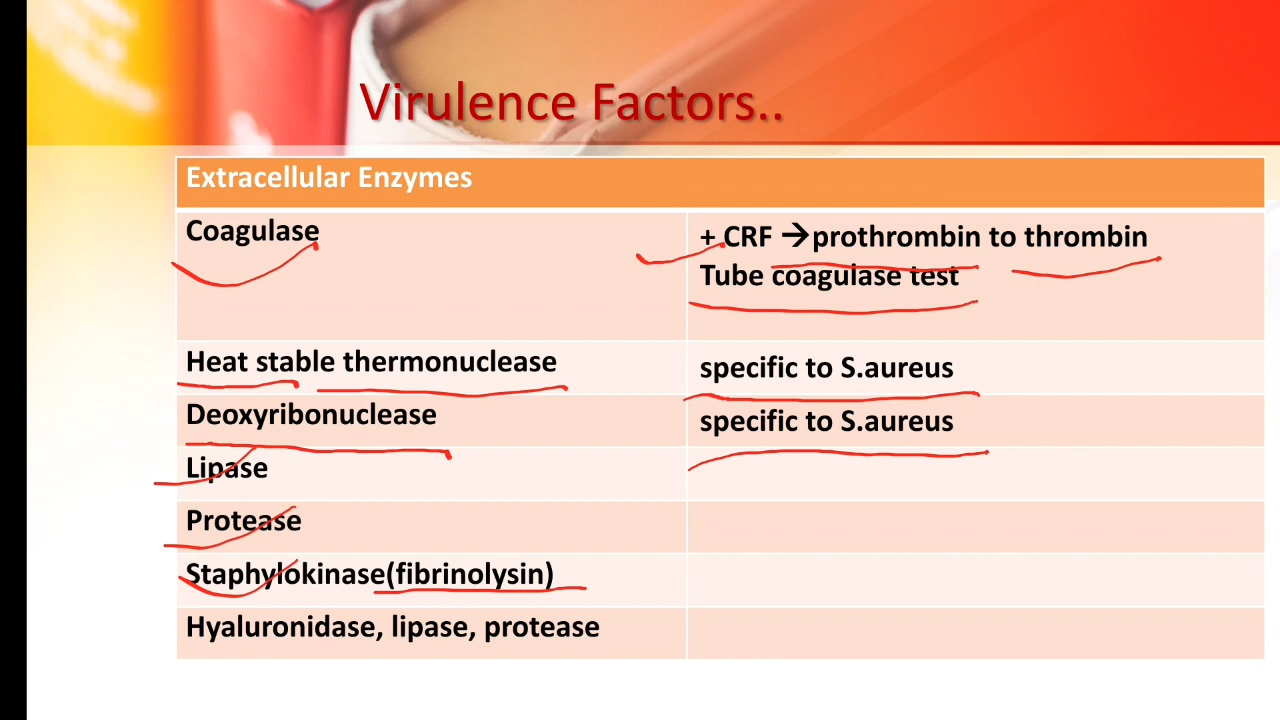 Virulence Factors..
Extracellular Enzymes
Coagulase
+ CRF →prothrombin to thrombin
Tube coagulase test
Heat stable thermonuclease
specific to S.aureus
Deoxyribonuclease
specific to S.aureus
Lipase
Protease
Staphylokinase(fibrinolysin)
Hyaluronidase, lipase, protease